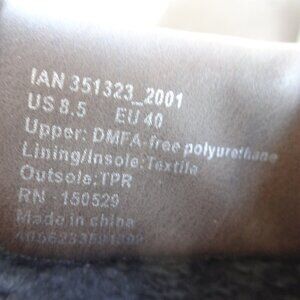 IAN 351323_2001
US 8.5 EU 40
Upper: DMFA-free polyurethane
Lining/Insole:Textile
Outsole:TPR
RN 150529
Made in china